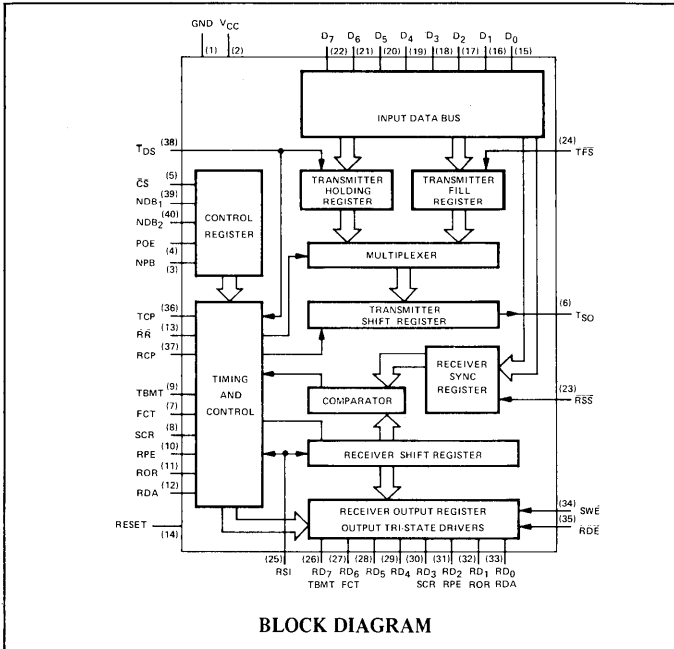 GND VCC
(1) (2)
D7 D6 D5 D4 D3 D2 D1 D0
(22) (21) (20) (19) (18) (17) (16) (15)
INPUT DATA BUS
TDS (38)
(24) TFS
TRANSMITTER HOLDING REGISTER
TRANSMITTER FILL REGISTER
CS (5)
NDB1 (39)
NDB2 (40)
POE (4)
NPB (3)
CONTROL REGISTER
MULTIPLEXER
TRANSMITTER SHIFT REGISTER
(6) TSO
TCP (36)
RR (13)
RCP (37)
TBMT (9)
FCT (7)
SCR (8)
RPE (10)
ROR (11)
RDA (12)
TIMING AND CONTROL
RECEIVER SYNC REGISTER
(23) RSS
COMPARATOR
RECEIVER SHIFT REGISTER
RECEIVER OUTPUT REGISTER
OUTPUT TRI-STATE DRIVERS
(34) SWE
(35) RDE
RESET (14)
(25) (26) (27) (28) (29) (30) (31) (32) (33)
RSI RD7 RD6 RD5 RD4 RD3 RD2 RD1 RD0
TBMT FCT SCR RPE ROR RDA
BLOCK DIAGRAM